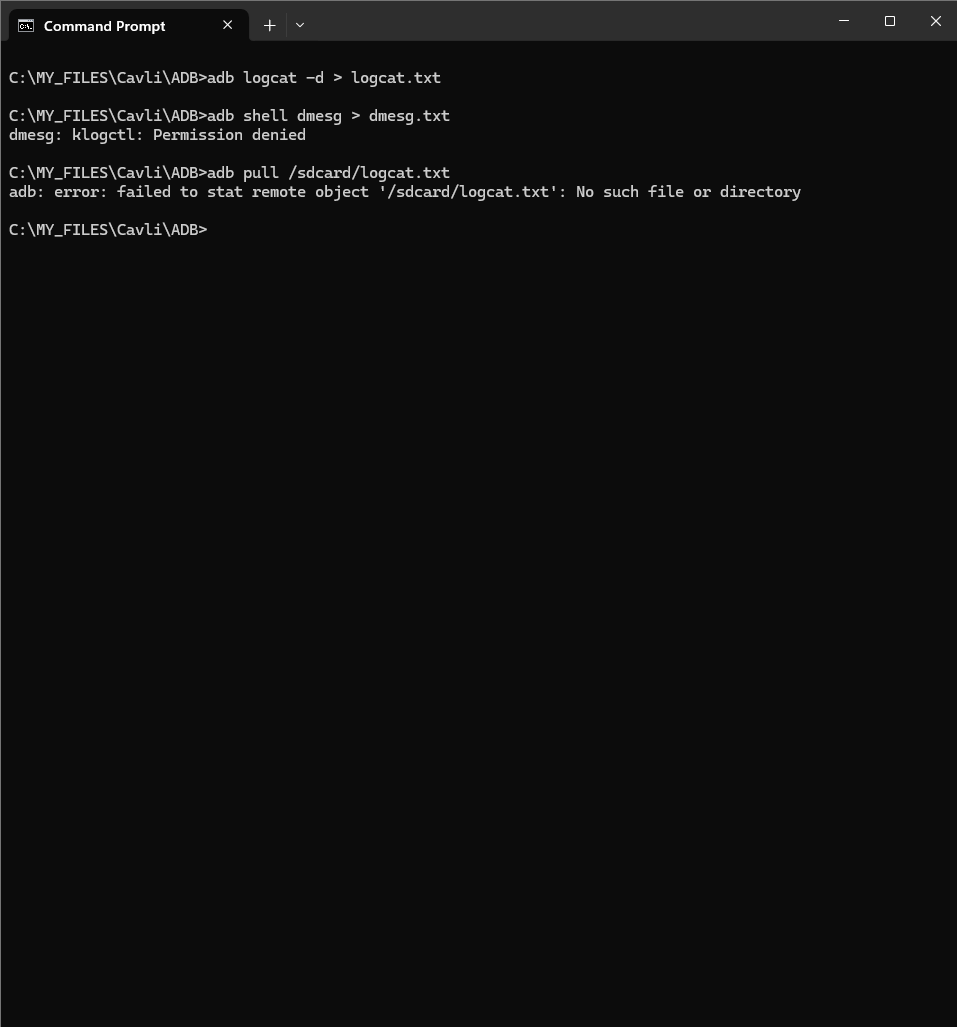 Command Prompt
C:\MY_FILES\Cavli\ADB>adb logcat -d > logcat.txt
C:\MY_FILES\Cavli\ADB>adb shell dmesg > dmesg.txt
dmesg: klogctl: Permission denied
C:\MY_FILES\Cavli\ADB>adb pull /sdcard/logcat.txt
adb: error: failed to stat remote object '/sdcard/logcat.txt': No such file or directory
C:\MY_FILES\Cavli\ADB>